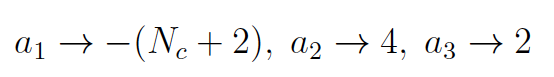 a₁ → −(N_c + 2), a₂ → 4, a₃ → 2